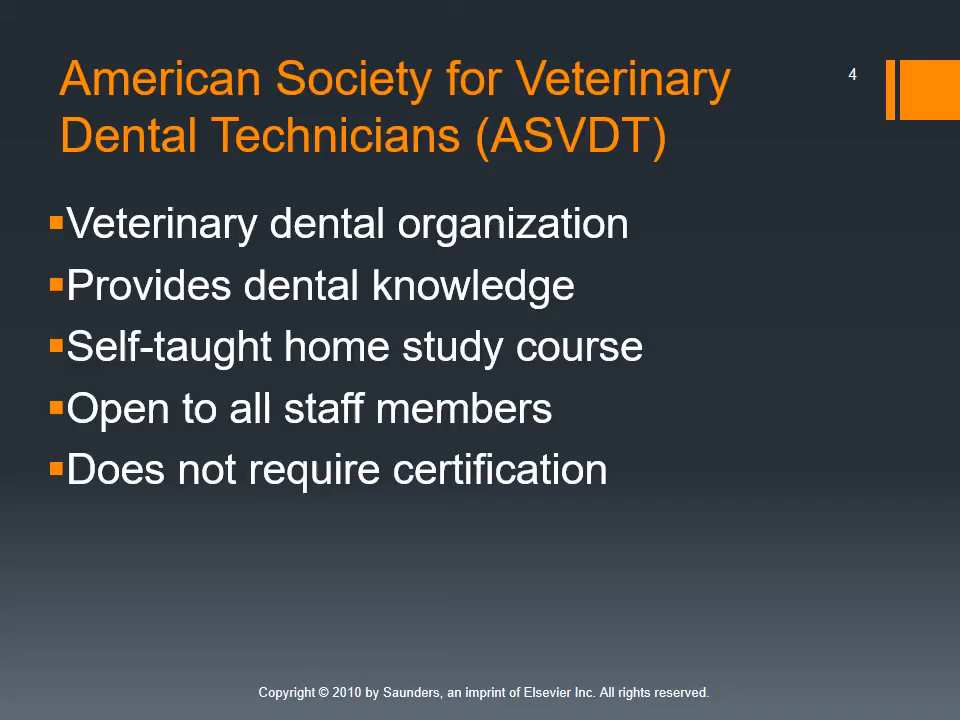 American Society for Veterinary
Dental Technicians (ASVDT)
4
▪Veterinary dental organization
▪Provides dental knowledge
▪Self-taught home study course
▪Open to all staff members
▪Does not require certification
Copyright © 2010 by Saunders, an imprint of Elsevier Inc. All rights reserved.